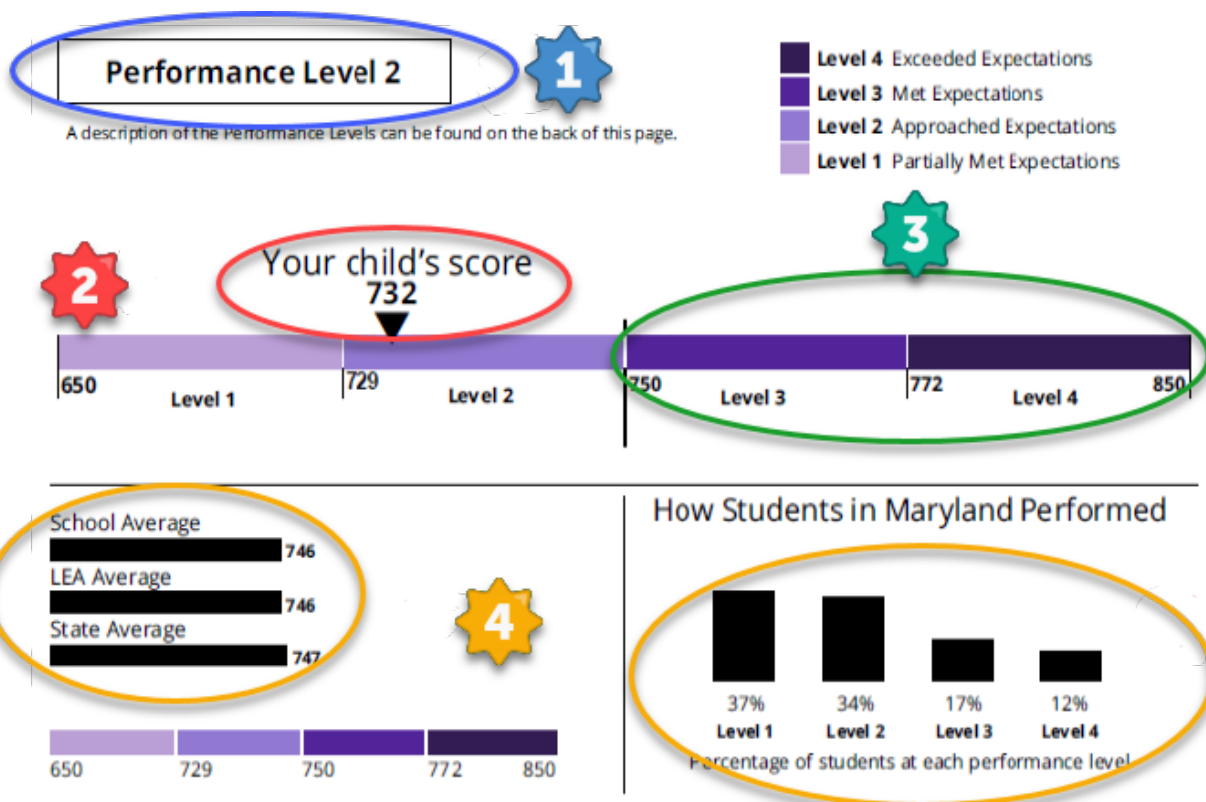 Performance Level 2
1
A description of the Performance Levels can be found on the back of this page.
Level 4 Exceeded Expectations
Level 3 Met Expectations
Level 2 Approached Expectations
Level 1 Partially Met Expectations
3
2
Your child's score
732
650 729 750 772 850
Level 1 Level 2 Level 3 Level 4
School Average
746
LEA Average
746
State Average
747
4
650 729 750 772 850
How Students in Maryland Performed
37% 34% 17% 12%
Level 1 Level 2 Level 3 Level 4
Percentage of students at each performance level